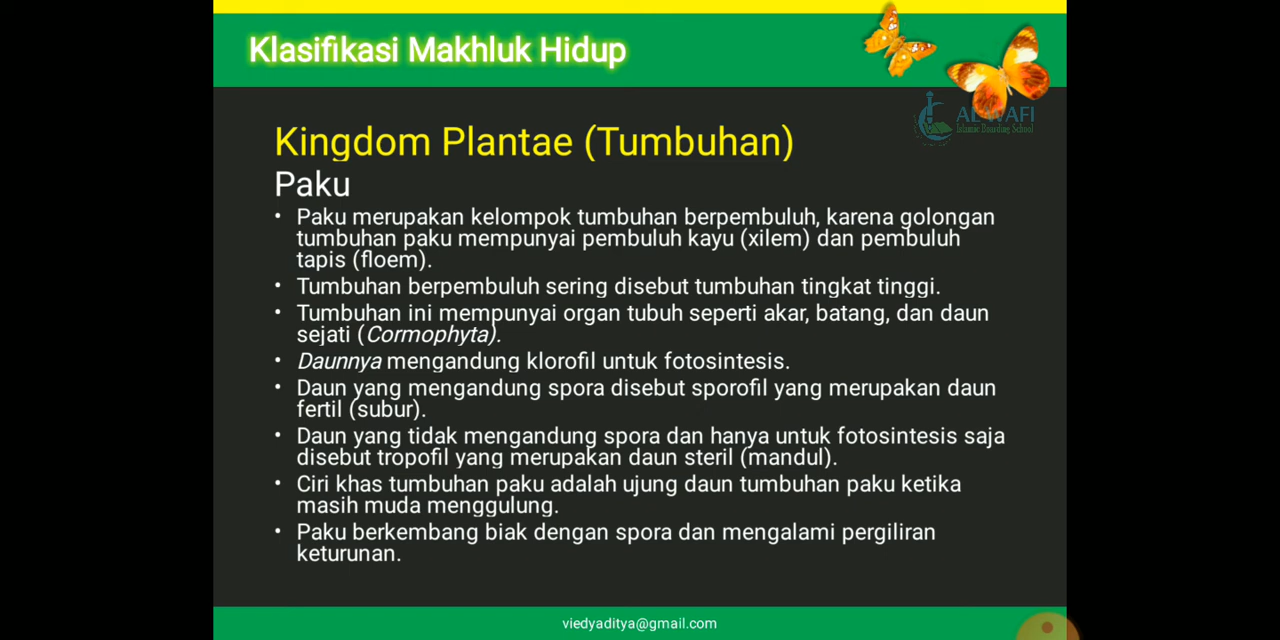 Klasifikasi Makhluk Hidup
ALWAFI
Islamic Boarding School
Kingdom Plantae (Tumbuhan)
Paku
• Paku merupakan kelompok tumbuhan berpembuluh, karena golongan
tumbuhan paku mempunyai pembuluh kayu (xilem) dan pembuluh
tapis (floem).
• Tumbuhan berpembuluh sering disebut tumbuhan tingkat tinggi.
• Tumbuhan ini mempunyai organ tubuh seperti akar, batang, dan daun
sejati (Cormophyta).
• Daunnya mengandung klorofil untuk fotosintesis.
• Daun yang mengandung spora disebut sporofil yang merupakan daun
fertil (subur).
• Daun yang tidak mengandung spora dan hanya untuk fotosintesis saja
disebut tropofil yang merupakan daun steril (mandul).
• Ciri khas tumbuhan paku adalah ujung daun tumbuhan paku ketika
masih muda menggulung.
• Paku berkembang biak dengan spora dan mengalami pergiliran
keturunan.
viedyaditya@gmail.com